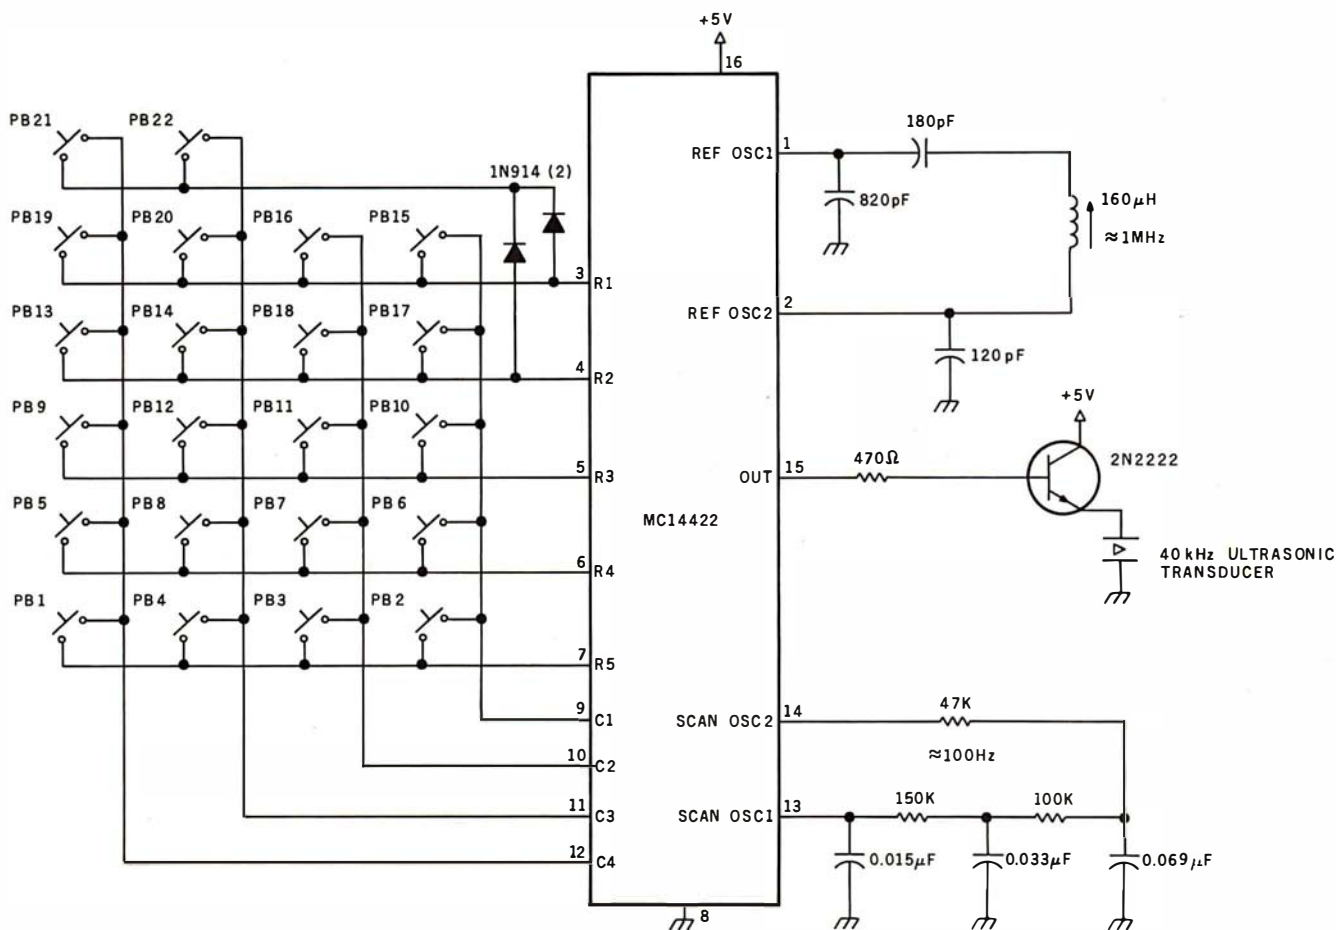 +5V
16
PB21
PB22
180pF
1
REF OSC1
1N914 (2)
820pF
160µH
≈1MHz
PB19
PB20
PB16
PB15
3
R1
2
REF OSC2
PB13
PB14
PB18
PB17
4
R2
120pF
+5V
PB9
PB12
PB11
PB10
5
R3
OUT
15
470Ω
2N2222
MC14422
PB5
PB8
PB7
PB6
6
R4
40kHz ULTRASONIC
TRANSDUCER
PB1
PB4
PB3
PB2
7
R5
9
C1
SCAN OSC2
14
47K
≈100Hz
10
C2
11
C3
SCAN OSC1
13
150K
100K
12
C4
0.015µF
0.033µF
0.069µF
8